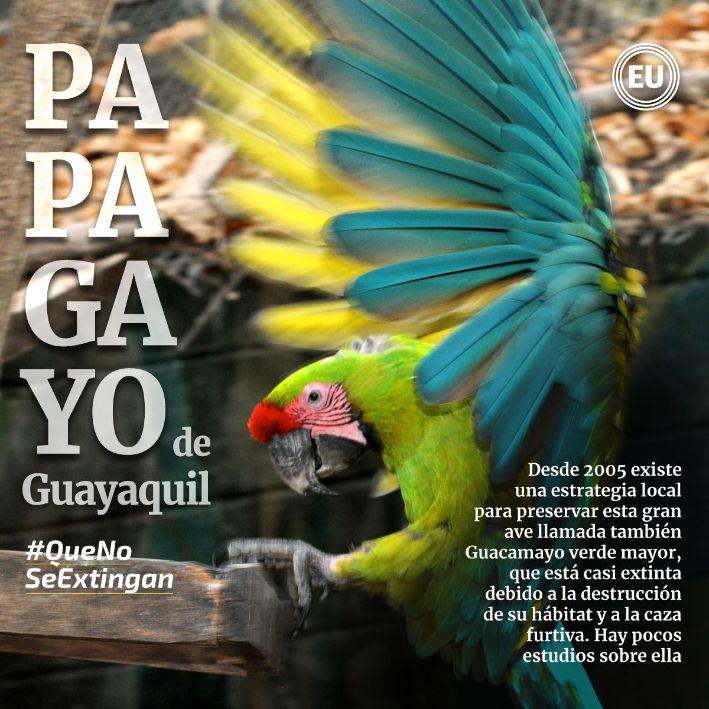 PA
PA
GA
YO de
Guayaquil
#QueNo
SeExtingan
EU
Desde 2005 existe
una estrategia local
para preservar esta gran
ave llamada también
Guacamayo verde mayor,
que está casi extinta
debido a la destrucción
de su hábitat y a la caza
furtiva. Hay pocos
estudios sobre ella